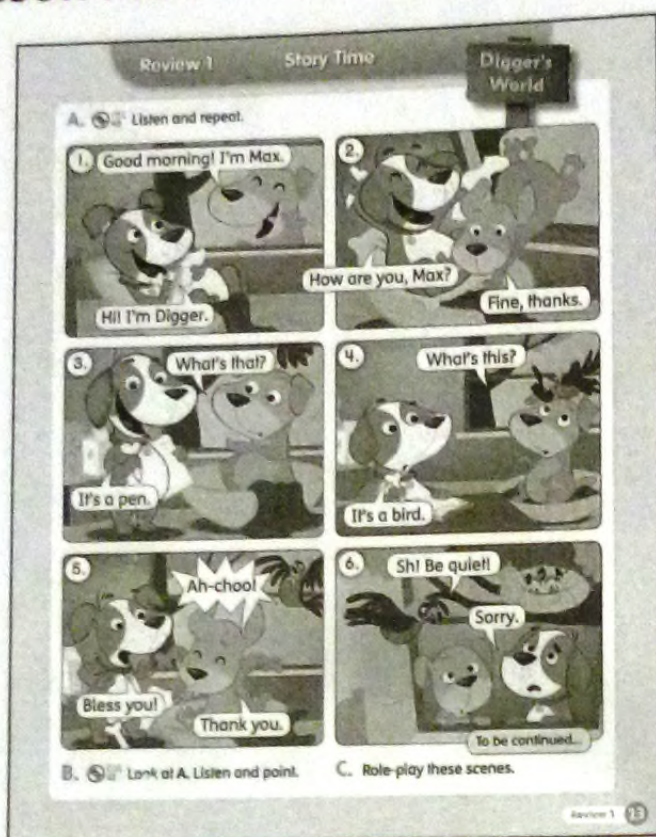 Review 1
Story Time
Digger's
World
A. Listen and repeat.
1. Good morning! I'm Max.
Hi! I'm Digger.
2.
How are you, Max?
Fine, thanks.
3. What's that?
It's a pen.
4. What's this?
It's a bird.
5.
Ah-choo!
Bless you!
Thank you.
6. Sh! Be quiet!
Sorry.
To be continued...
B. Look at A. Listen and point.
C. Role-play these scenes.
Review 1 13